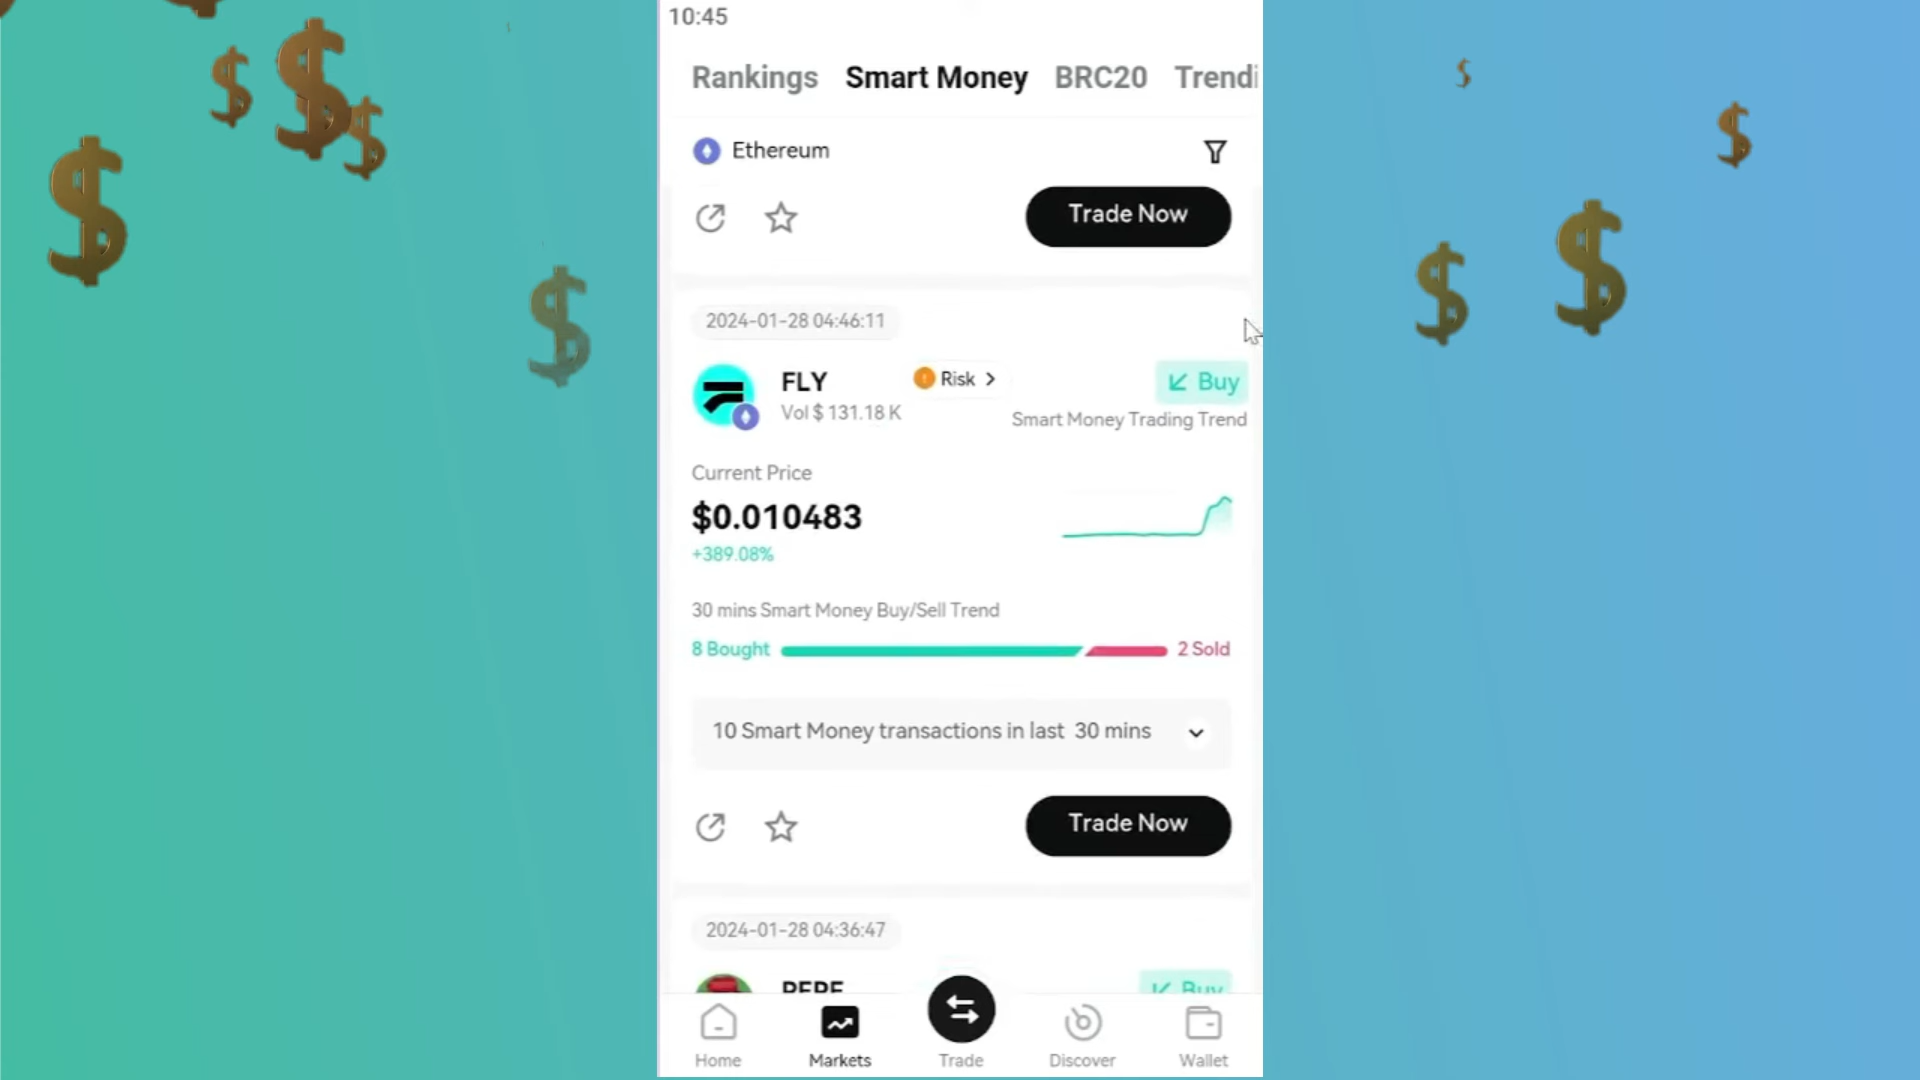 10:45
Rankings Smart Money BRC20 Trendi
Ethereum
Trade Now
2024-01-28 04:46:11
FLY Risk Buy
Vol $ 131.18 K Smart Money Trading Trend
Current Price
$0.010483
+389.08%
30 mins Smart Money Buy/Sell Trend
8 Bought 2 Sold
10 Smart Money transactions in last 30 mins
Trade Now
2024-01-28 04:36:47
PEPE Buy
Home Markets Trade Discover Wallet